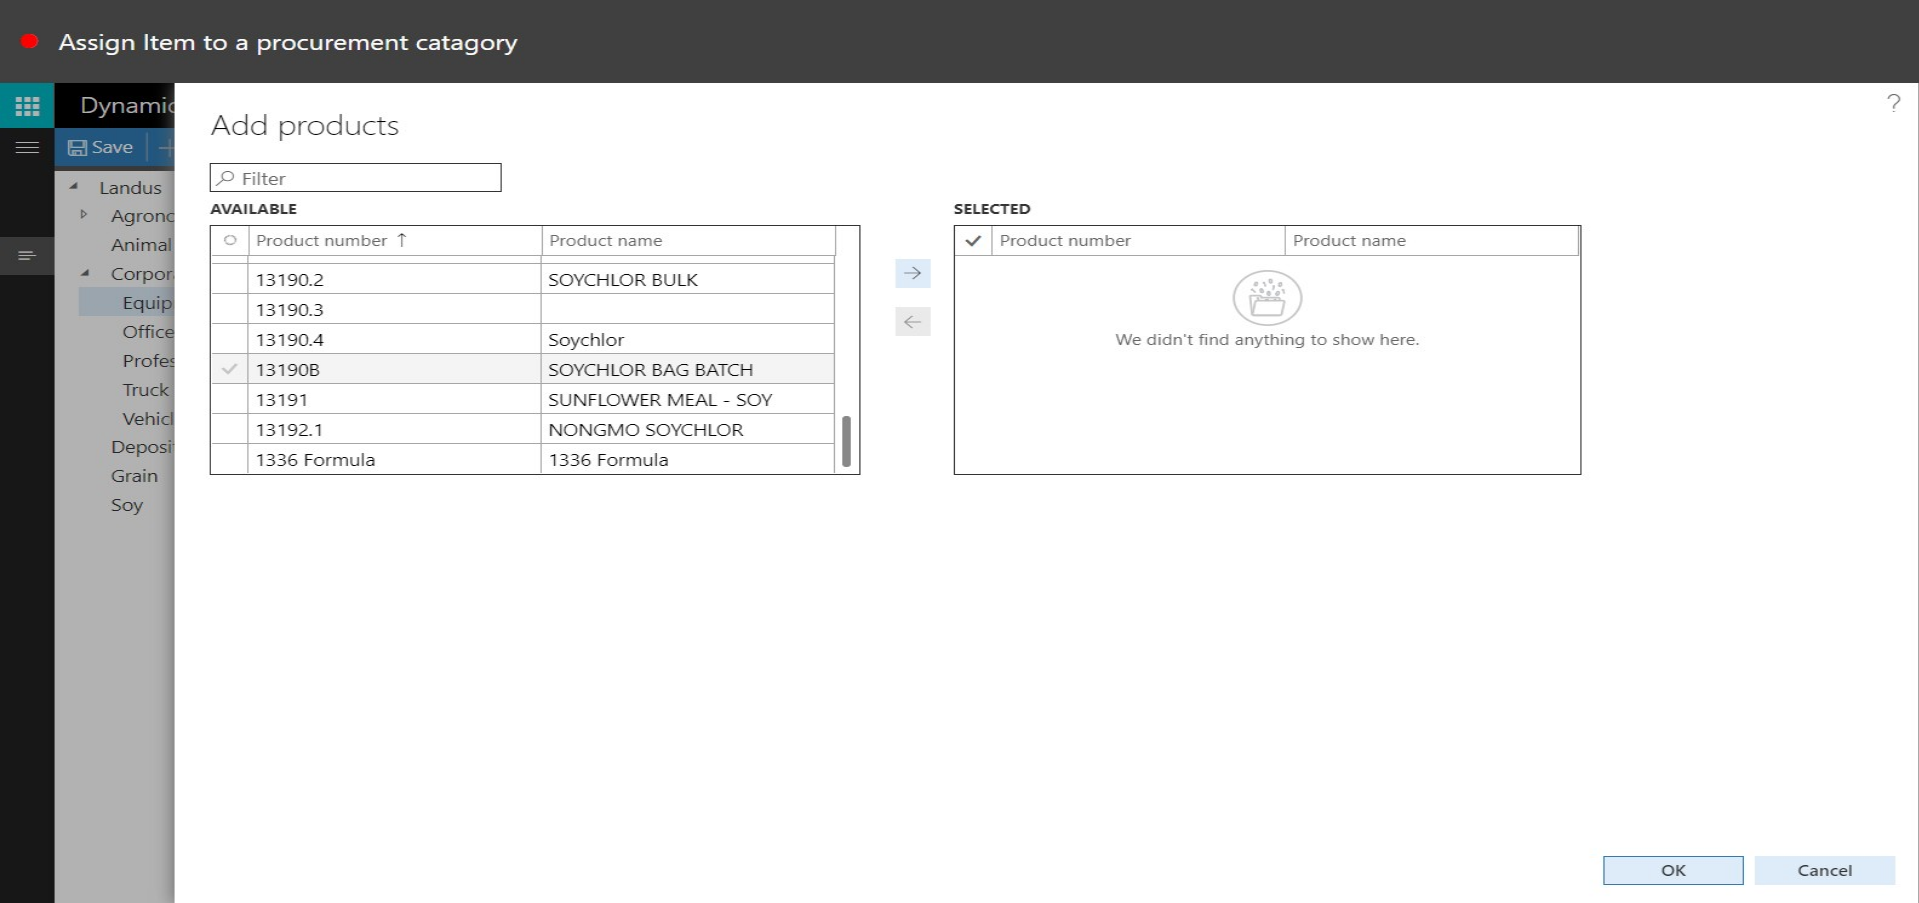 Assign Item to a procurement catagory
Dynamic
?
Add products
Save
Filter
Landus
AVAILABLE
SELECTED
Agrono
Product number ↑ Product name
Product number Product name
Animal
Corpor
13190.2 SOYCHLOR BULK
Equip
13190.3
Office
13190.4 Soychlor
We didn't find anything to show here.
Profes
13190B SOYCHLOR BAG BATCH
Truck
13191 SUNFLOWER MEAL - SOY
Vehicl
13192.1 NONGMO SOYCHLOR
Deposi
1336 Formula 1336 Formula
Grain
Soy
OK
Cancel